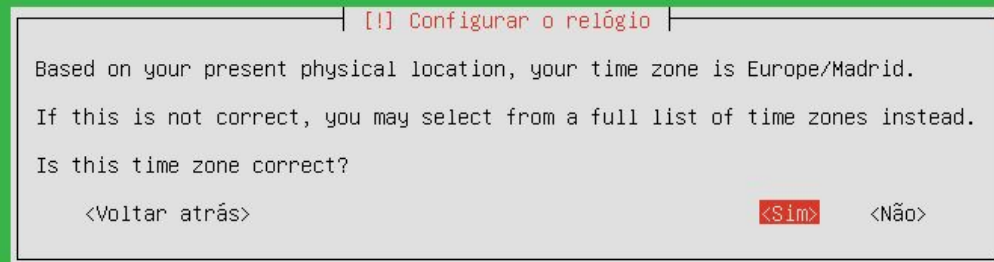 [!] Configurar o relógio
Based on your present physical location, your time zone is Europe/Madrid.
If this is not correct, you may select from a full list of time zones instead.
Is this time zone correct?
<Voltar atrás> <Sim> <Não>